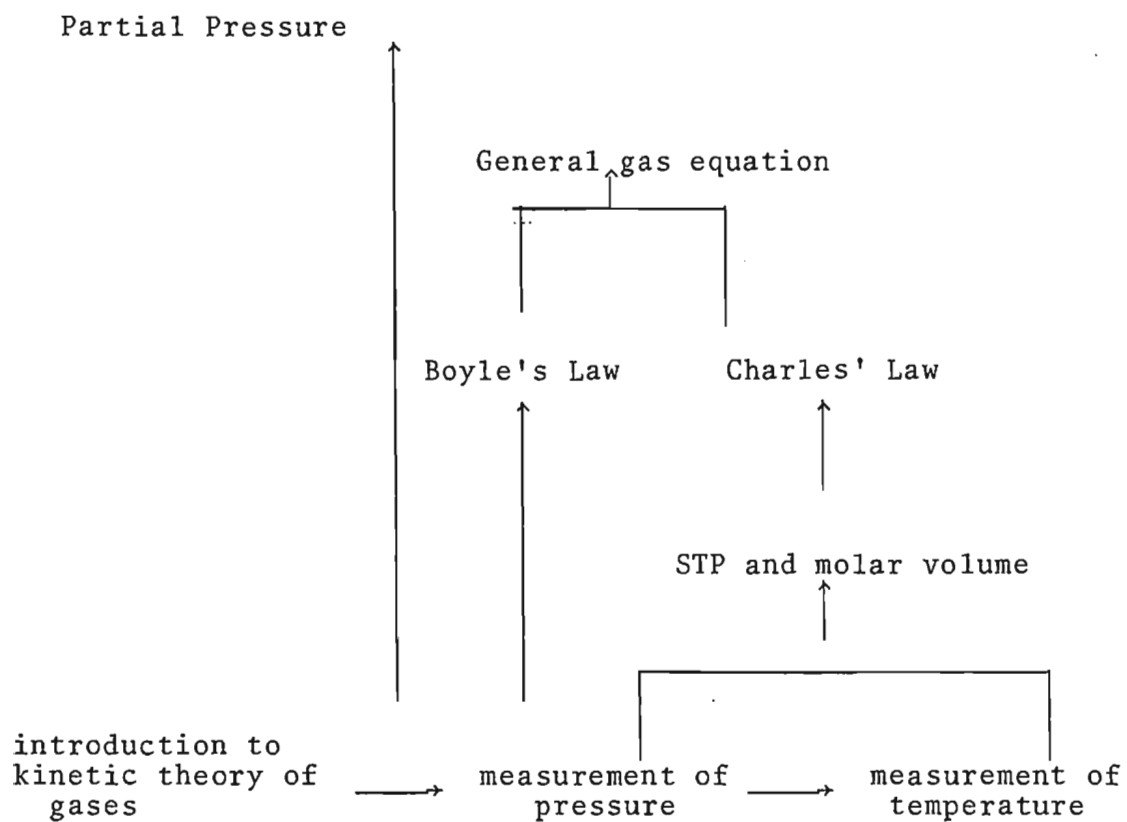 Partial Pressure
General gas equation
Boyle's Law
Charles' Law
STP and molar volume
introduction to
kinetic theory of
gases
measurement of
pressure
measurement of
temperature